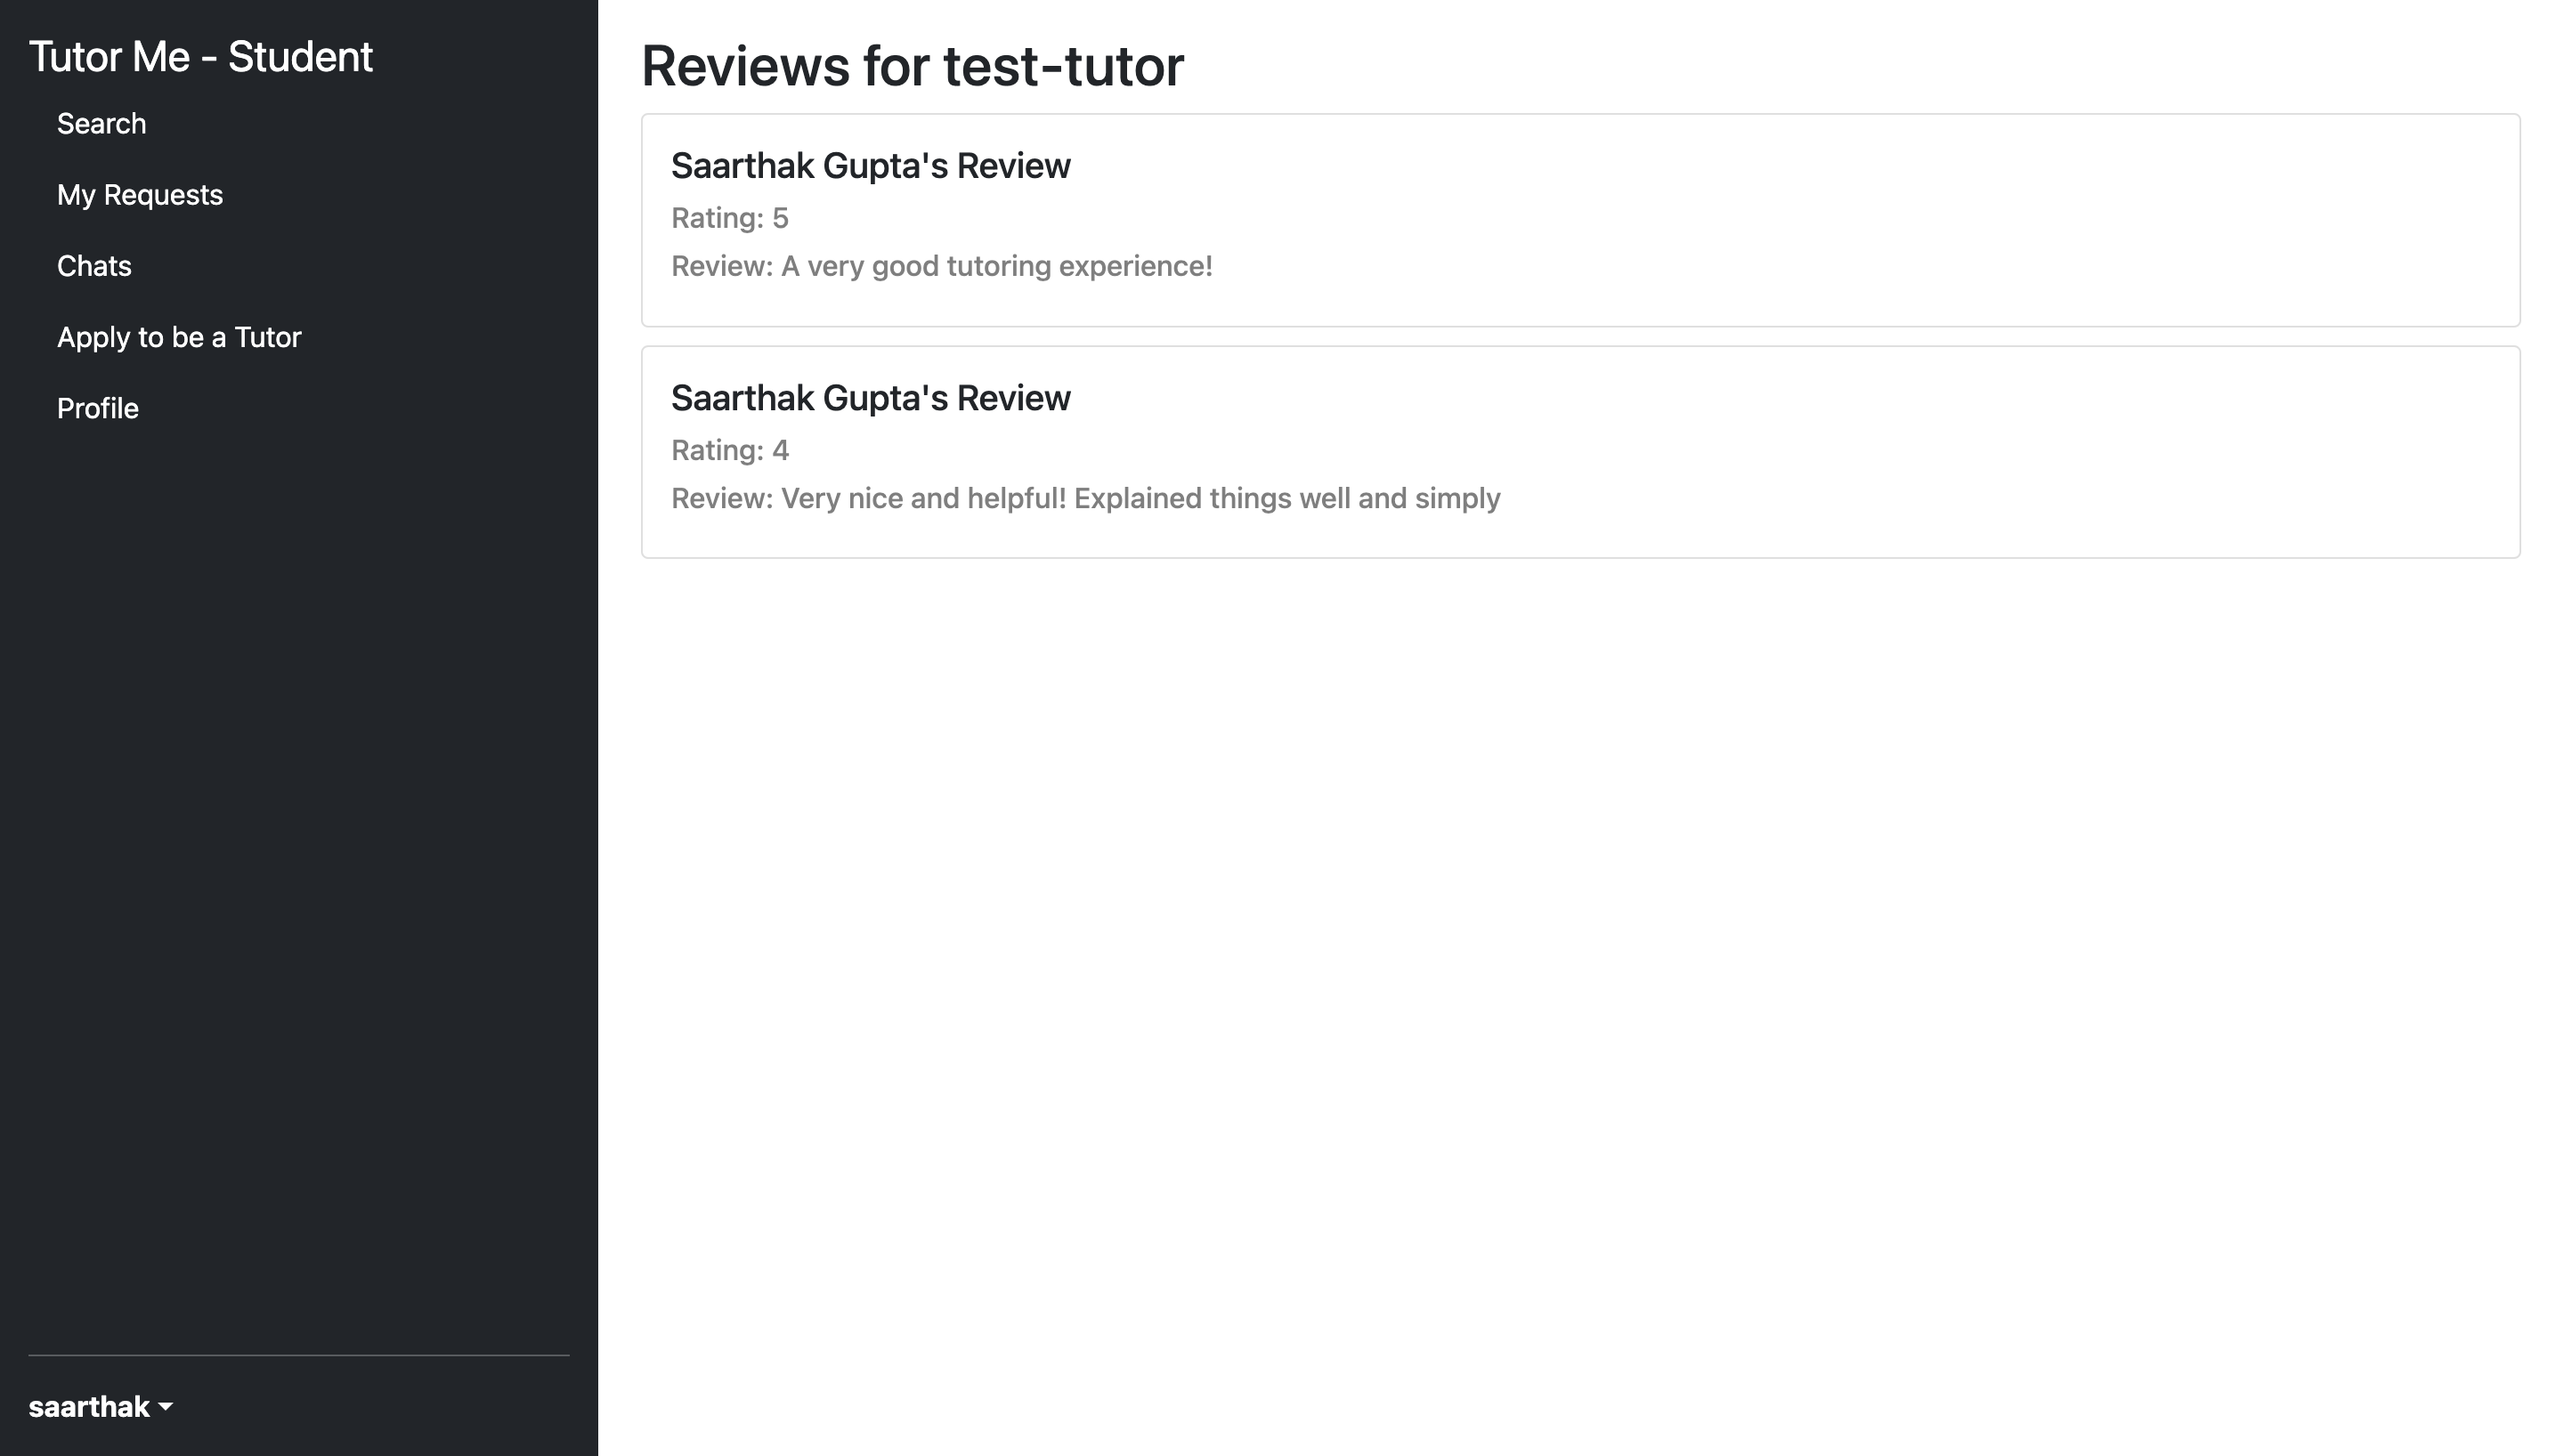 Tutor Me - Student
Search
My Requests
Chats
Apply to be a Tutor
Profile
saarthak
Reviews for test-tutor
Saarthak Gupta's Review
Rating: 5
Review: A very good tutoring experience!
Saarthak Gupta's Review
Rating: 4
Review: Very nice and helpful! Explained things well and simply